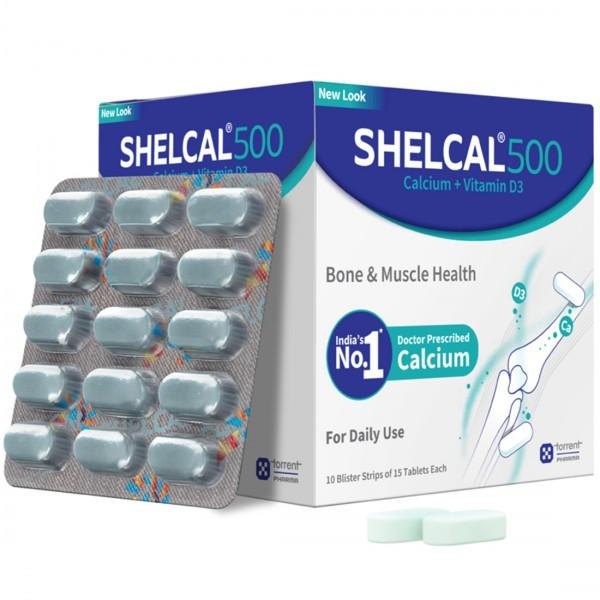 New Look
SHELCAL® 500
Calcium + Vitamin D3
New Look
SHELCAL® 500
Calcium + Vitamin D3
Bone & Muscle Health
D3
Ca
India's
No.1*
Doctor Prescribed
Calcium
For Daily Use
10 Blister Strips of 15 Tablets Each
torrent
PHARMA
torrent
PHARMA